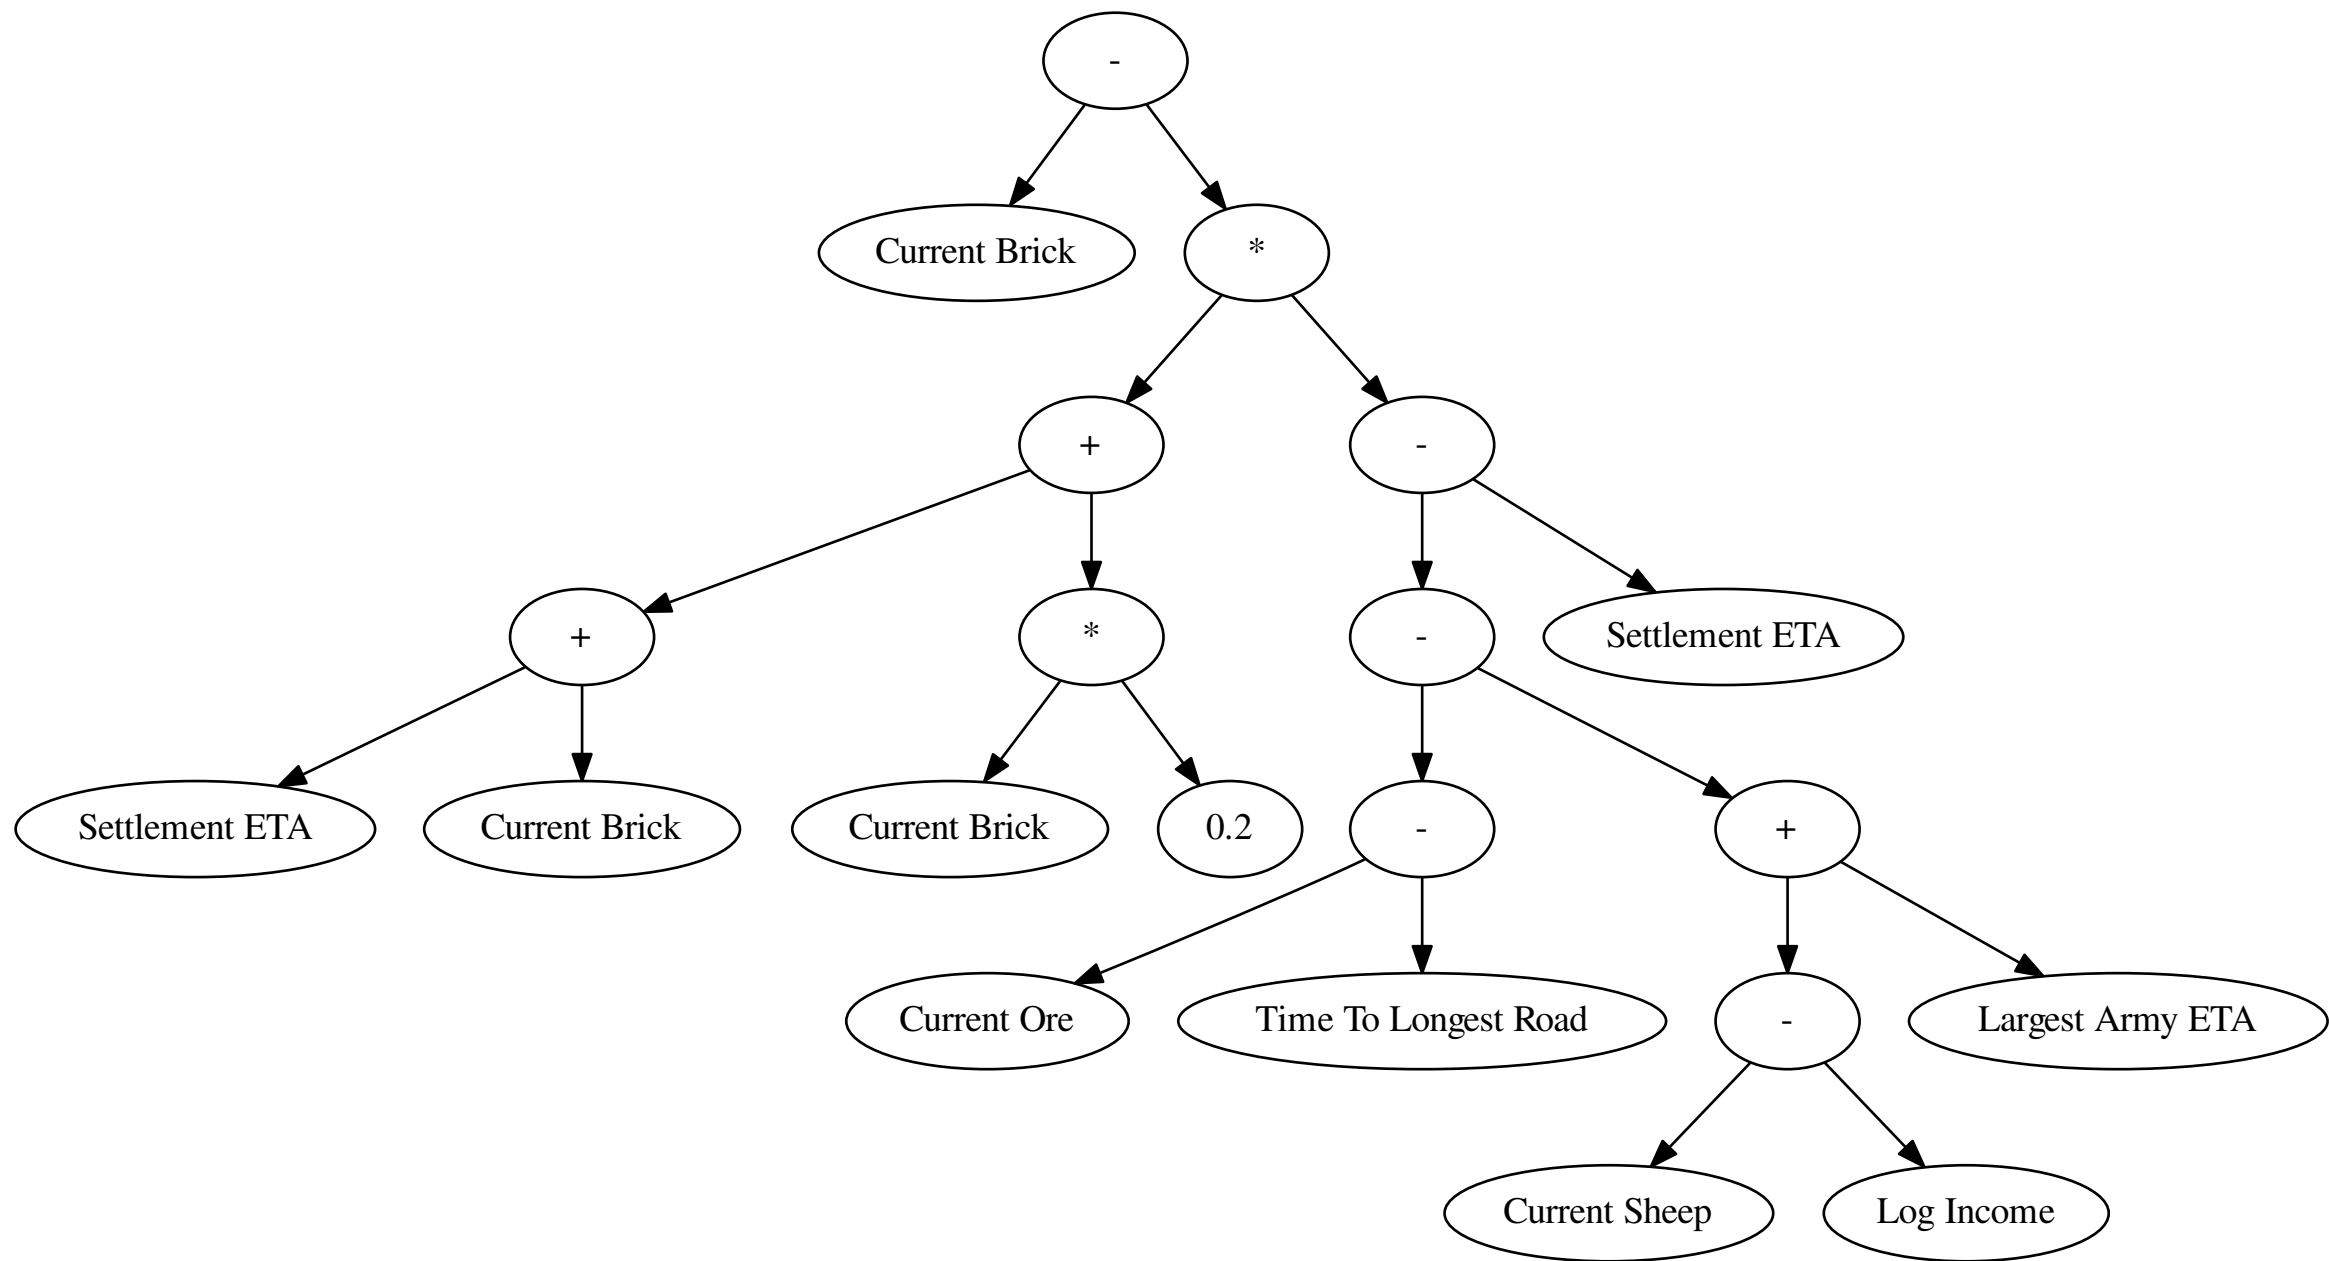 -
Current Brick
*
+
-
+
*
-
Settlement ETA
Settlement ETA
Current Brick
Current Brick
0.2
-
+
Current Ore
Time To Longest Road
-
Largest Army ETA
Current Sheep
Log Income